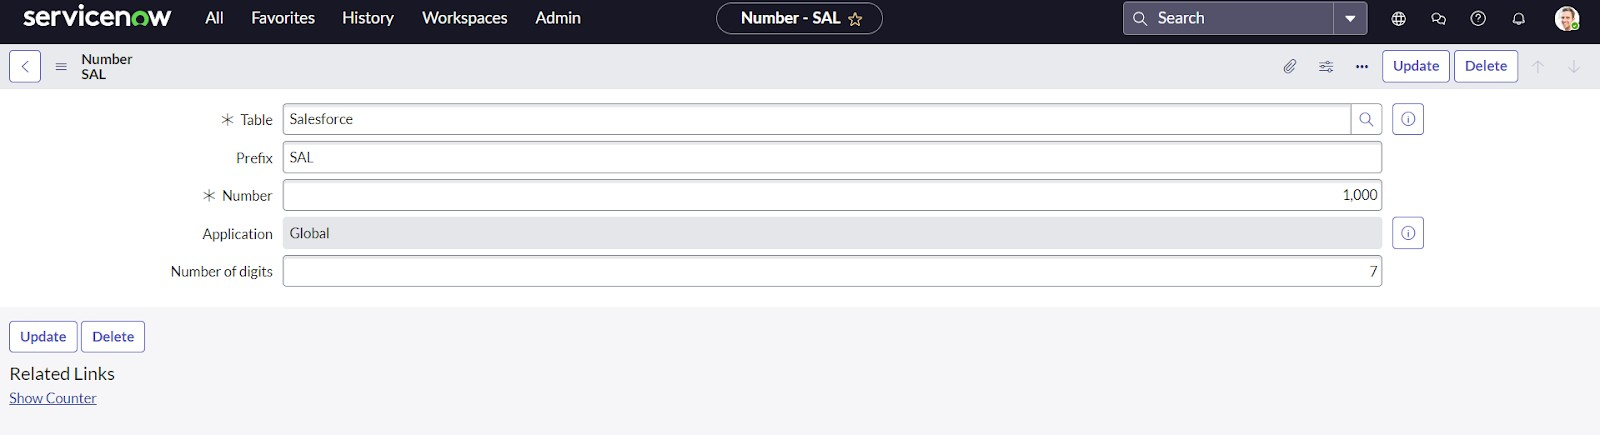 servicenow All Favorites History Workspaces Admin Number - SAL Search
Number
SAL
Update Delete
Table Salesforce
Prefix SAL
Number 1,000
Application Global
Number of digits 7
Update Delete
Related Links
Show Counter